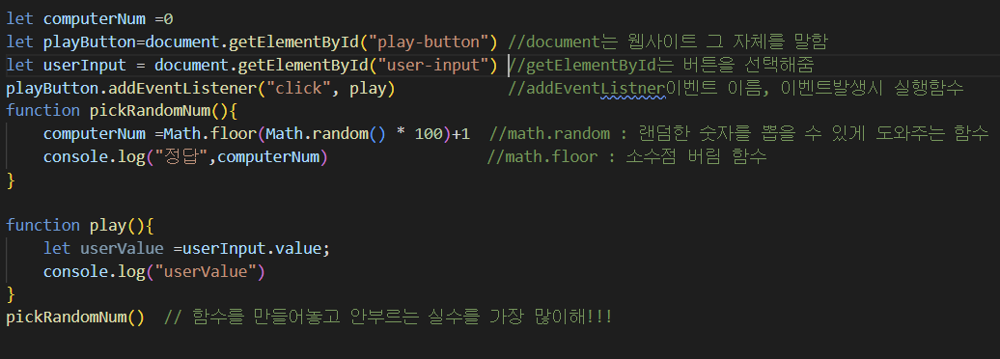 let computerNum =0
let playButton=document.getElementById("play-button") //document는 웹사이트 그 자체를 말함
let userInput = document.getElementById("user-input") //getElementById는 버튼을 선택해줌
playButton.addEventListener("click", play) //addEventListner이벤트 이름, 이벤트발생시 실행함수
function pickRandomNum(){
computerNum =Math.floor(Math.random() * 100)+1 //math.random : 랜덤한 숫자를 뽑을 수 있게 도와주는 함수
console.log("정답",computerNum) //math.floor : 소수점 버림 함수
}
function play(){
let userValue =userInput.value;
console.log("userValue")
}
pickRandomNum() // 함수를 만들어놓고 안부르는 실수를 가장 많이해!!!